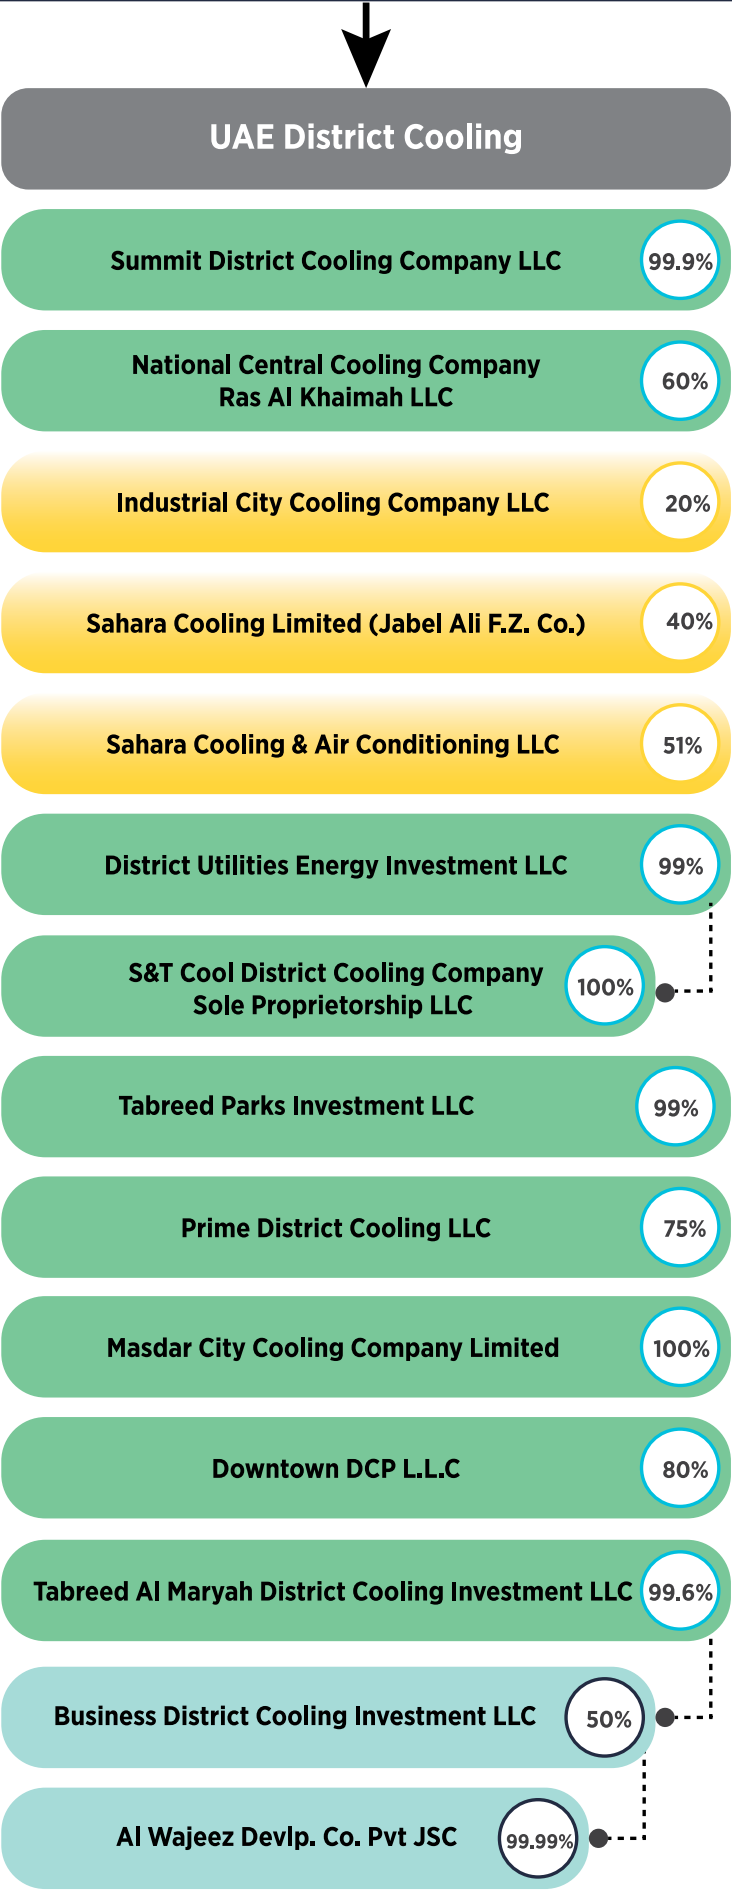 UAE District Cooling
Summit District Cooling Company LLC
99.9%
National Central Cooling Company
Ras Al Khaimah LLC
60%
Industrial City Cooling Company LLC
20%
Sahara Cooling Limited (Jabel Ali F.Z. Co.)
40%
Sahara Cooling & Air Conditioning LLC
51%
District Utilities Energy Investment LLC
99%
S&T Cool District Cooling Company
Sole Proprietorship LLC
100%
Tabreed Parks Investment LLC
99%
Prime District Cooling LLC
75%
Masdar City Cooling Company Limited
100%
Downtown DCP L.L.C
80%
Tabreed Al Maryah District Cooling Investment LLC
99.6%
Business District Cooling Investment LLC
50%
Al Wajeez Devlp. Co. Pvt JSC
99.99%